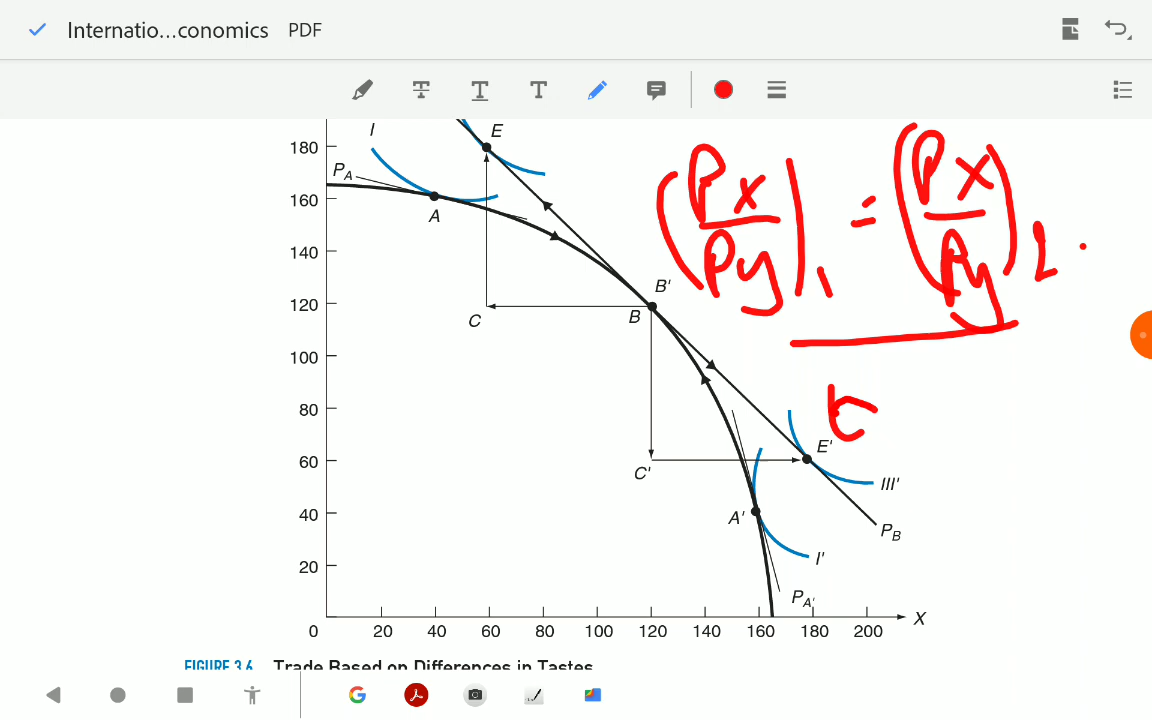 Internatio...conomics PDF
I
E
180
P_A
160
A
140
120
B'
B
C
100
80
60
E'
C'
III'
40
A'
P_B
20
I'
P_A'
0 20 40 60 80 100 120 140 160 180 200 X
(Px/Py)1 = (Px/Py)2.
FIGURE 3.6 Trade Based on Differences in Tastes